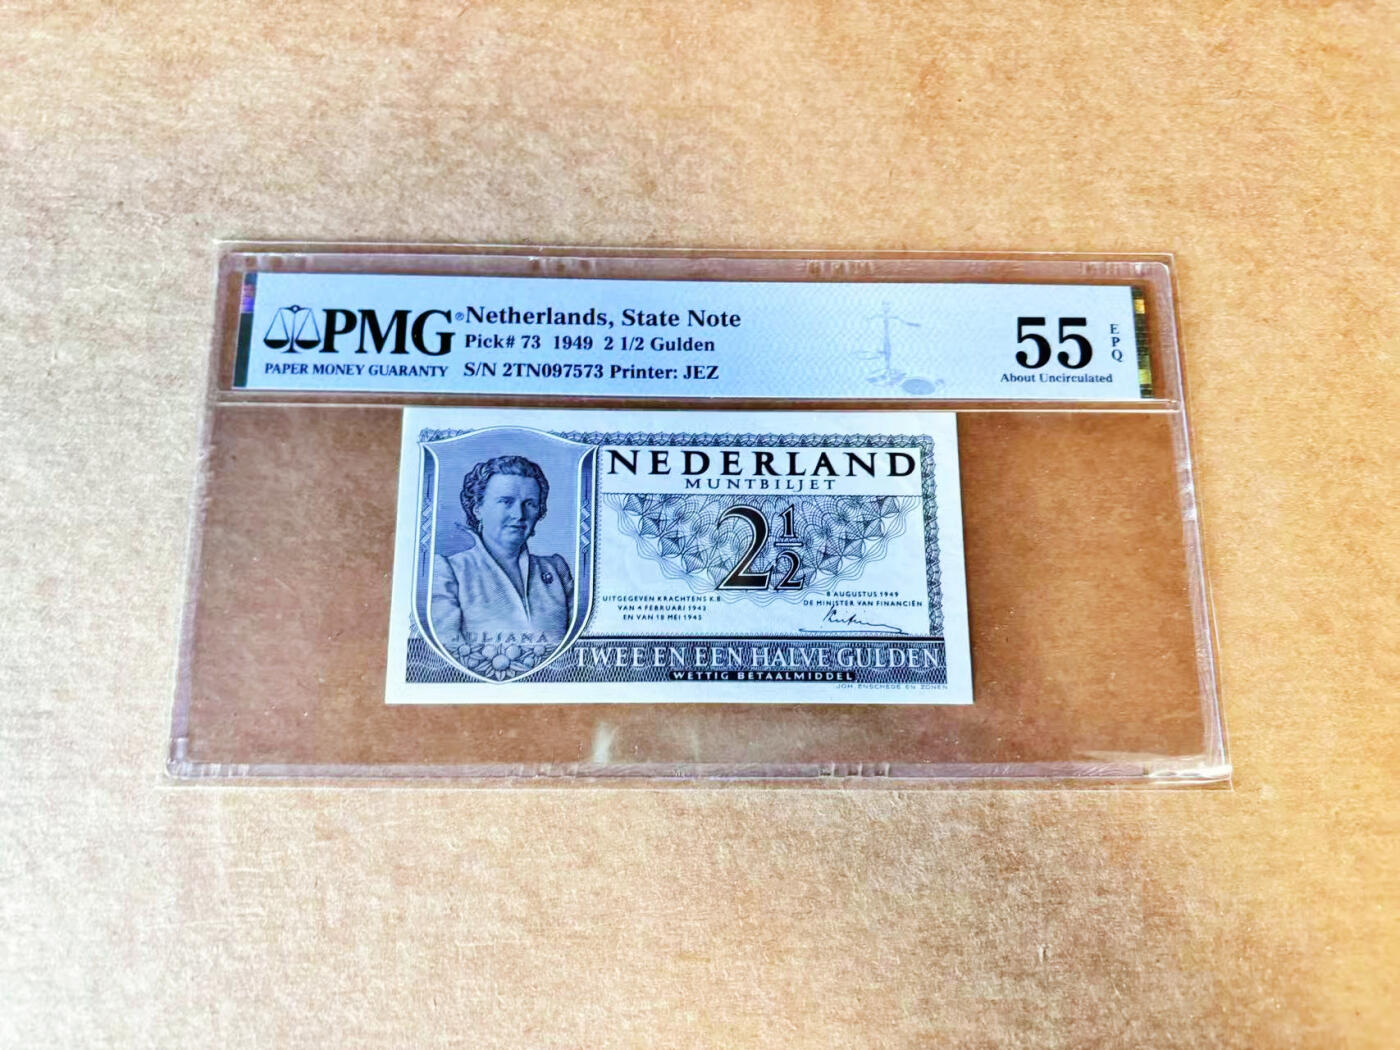 PMG®
PAPER MONEY GUARANTY
Netherlands, State Note
Pick# 73 1949 2 1/2 Gulden
S/N 2TN097573 Printer: JEZ
55
EPQ
About Uncirculated
NEDERLAND
MUNTBILJET
2 1/2
UITGEGEVEN KRACHTENS K.B.
VAN 4 FEBRUARI 1943
EN VAN 18 MEI 1945
8 AUGUSTUS 1949
DE MINISTER VAN FINANCIËN
JULIANA
TWEE EN EEN HALVE GULDEN
WETTIG BETAALMIDDEL
JOH. ENSCHEDÉ EN ZONEN